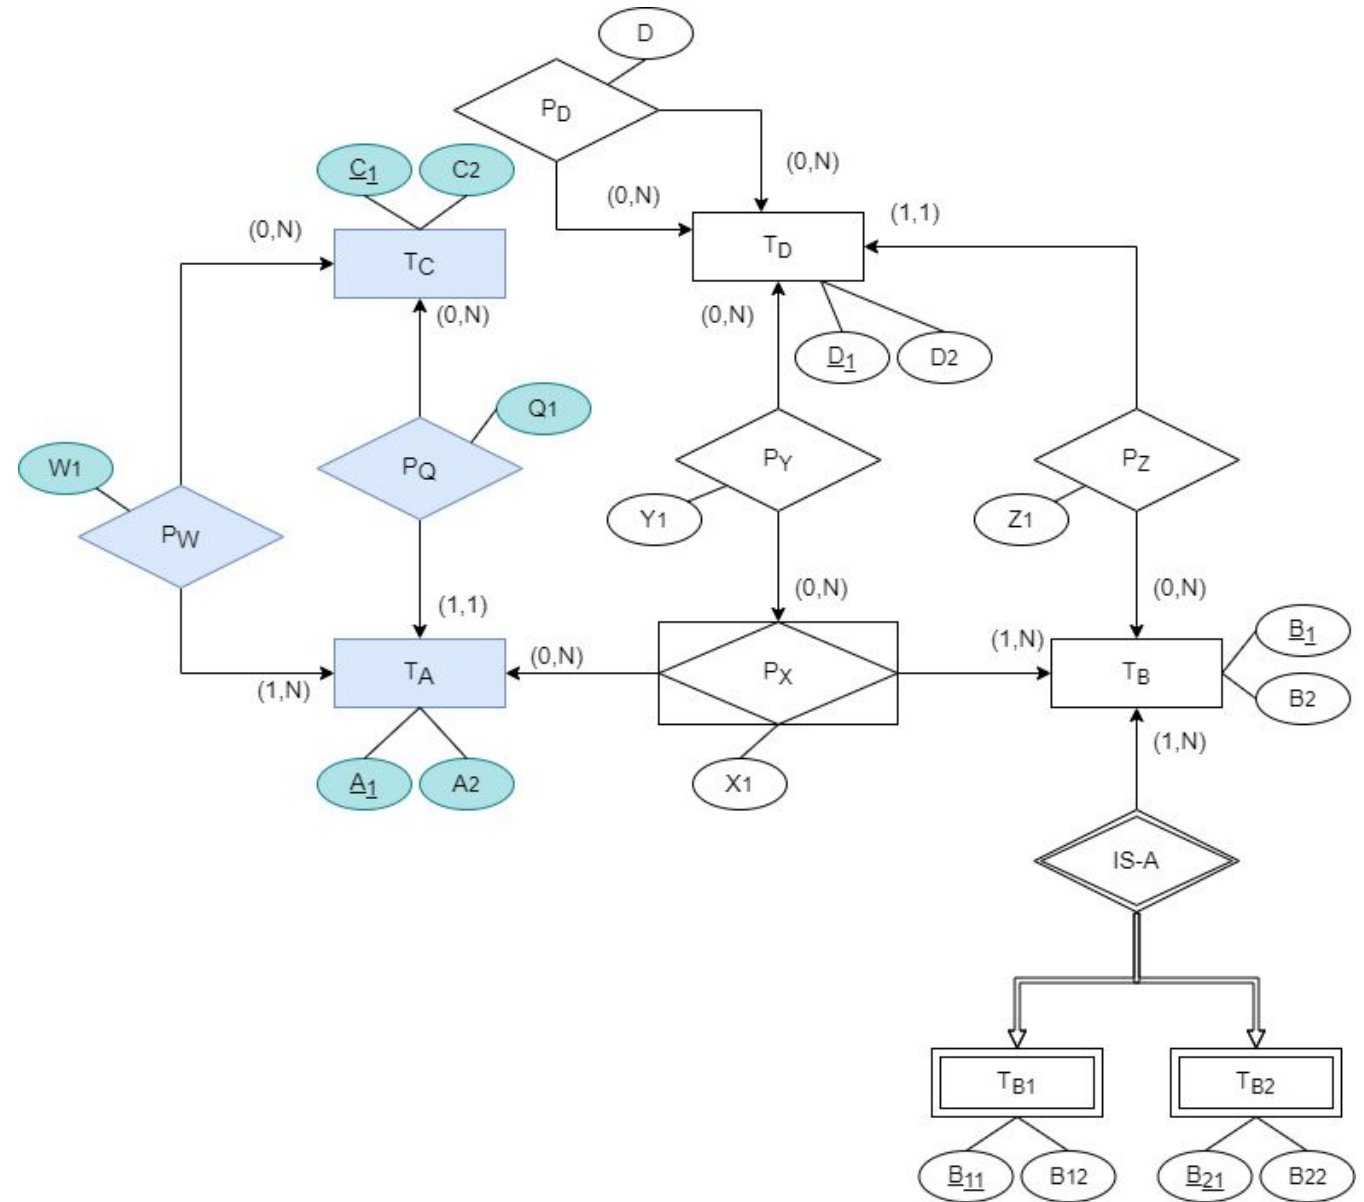 D
PD
C1
C2
(0,N)
(0,N)
(0,N)
(1,1)
TC
TD
(0,N)
(0,N)
D1
D2
Q1
W1
PQ
PY
PZ
Y1
Z1
PW
(1,1)
(0,N)
(0,N)
(1,N)
B1
TA
(0,N)
PX
TB
(1,N)
B2
(1,N)
A1
A2
X1
IS-A
TB1
TB2
B11
B12
B21
B22